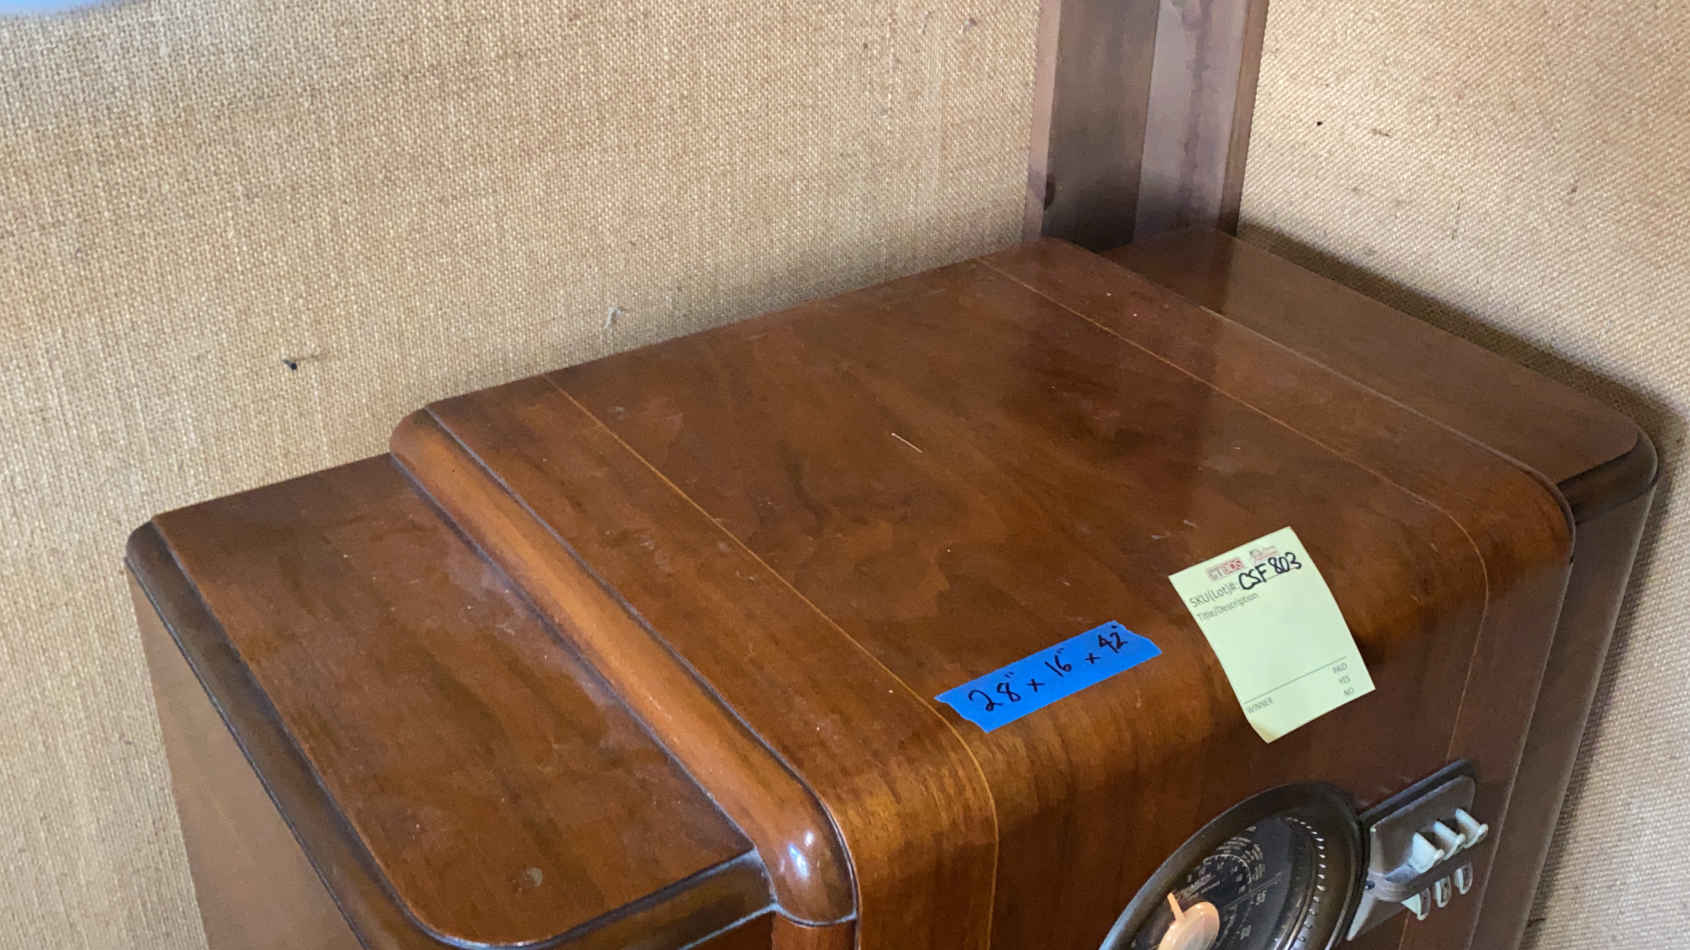 28" x 16" x 42"
SKU(Lot)#: CSF803
Title/Description
PAID
YES
NO
WINNER